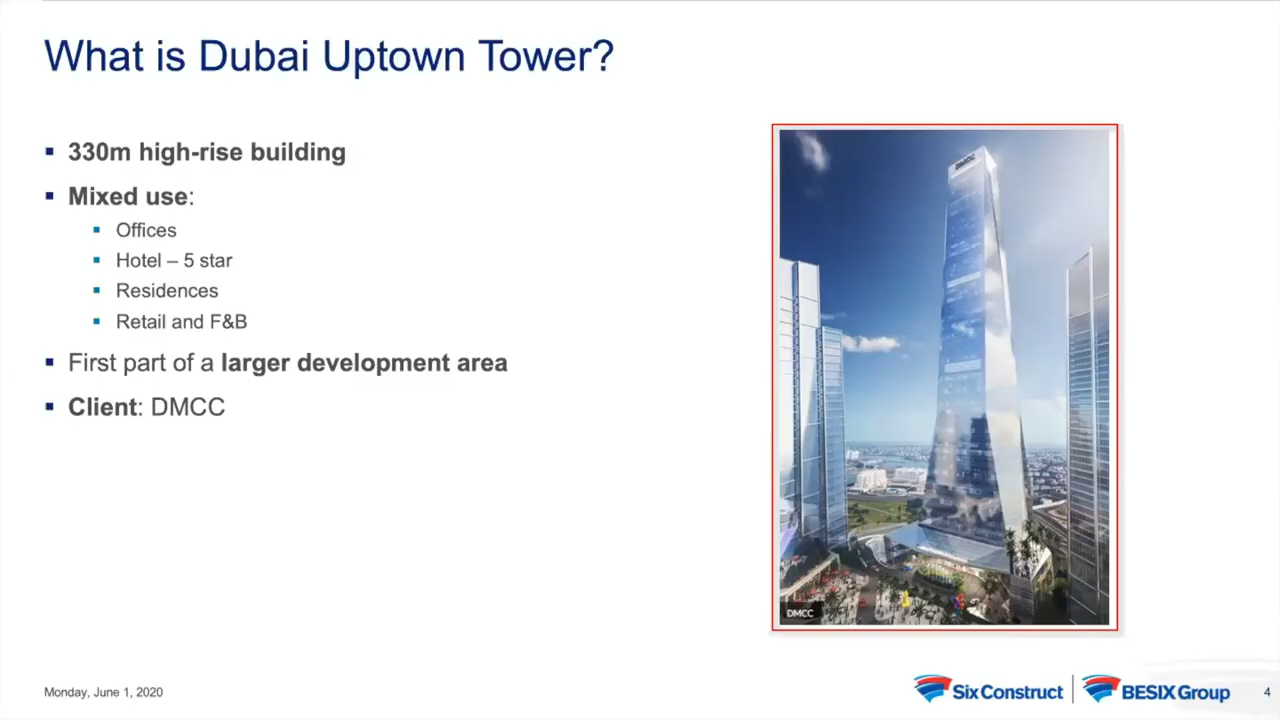 What is Dubai Uptown Tower?
▪ 330m high-rise building
▪ Mixed use:
▪ Offices
▪ Hotel – 5 star
▪ Residences
▪ Retail and F&B
▪ First part of a larger development area
▪ Client: DMCC
DMCC
DMCC
Monday, June 1, 2020
Six Construct
BESIX Group
4